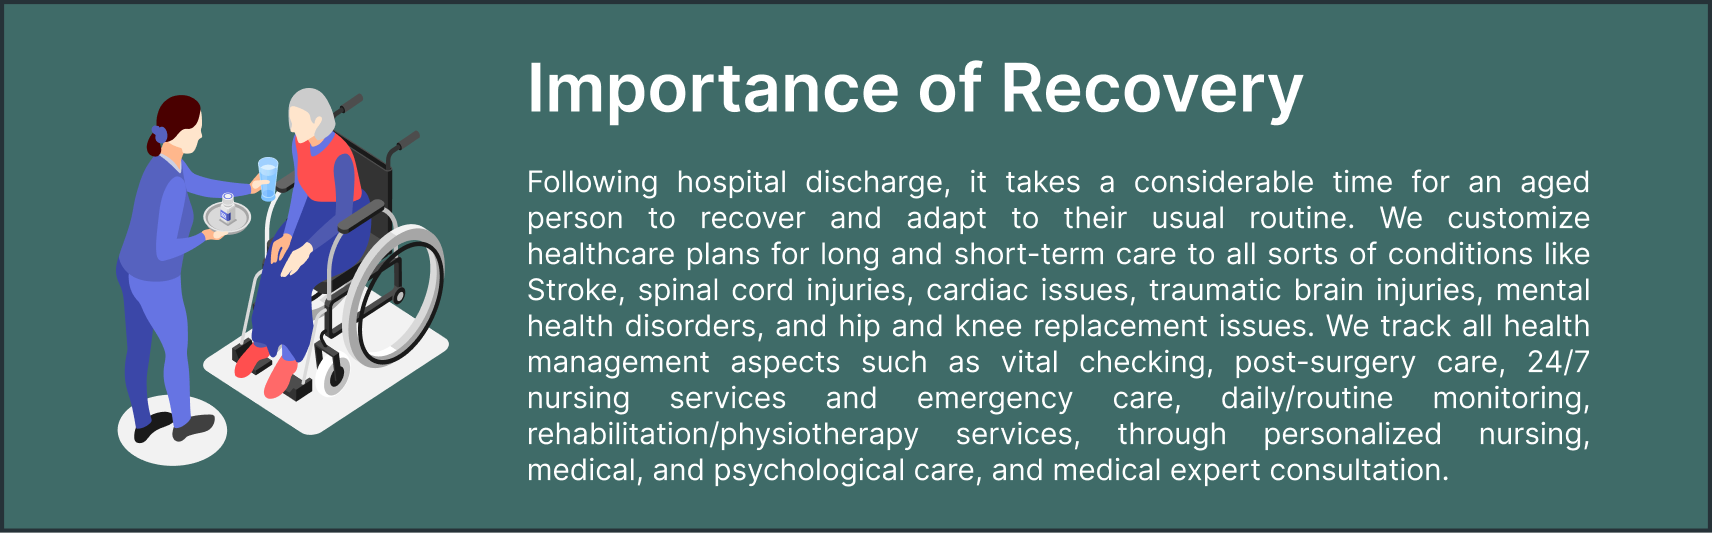 Importance of Recovery
Following hospital discharge, it takes a considerable time for an aged
person to recover and adapt to their usual routine. We customize
healthcare plans for long and short-term care to all sorts of conditions like
Stroke, spinal cord injuries, cardiac issues, traumatic brain injuries, mental
health disorders, and hip and knee replacement issues. We track all health
management aspects such as vital checking, post-surgery care, 24/7
nursing services and emergency care, daily/routine monitoring,
rehabilitation/physiotherapy services, through personalized nursing,
medical, and psychological care, and medical expert consultation.